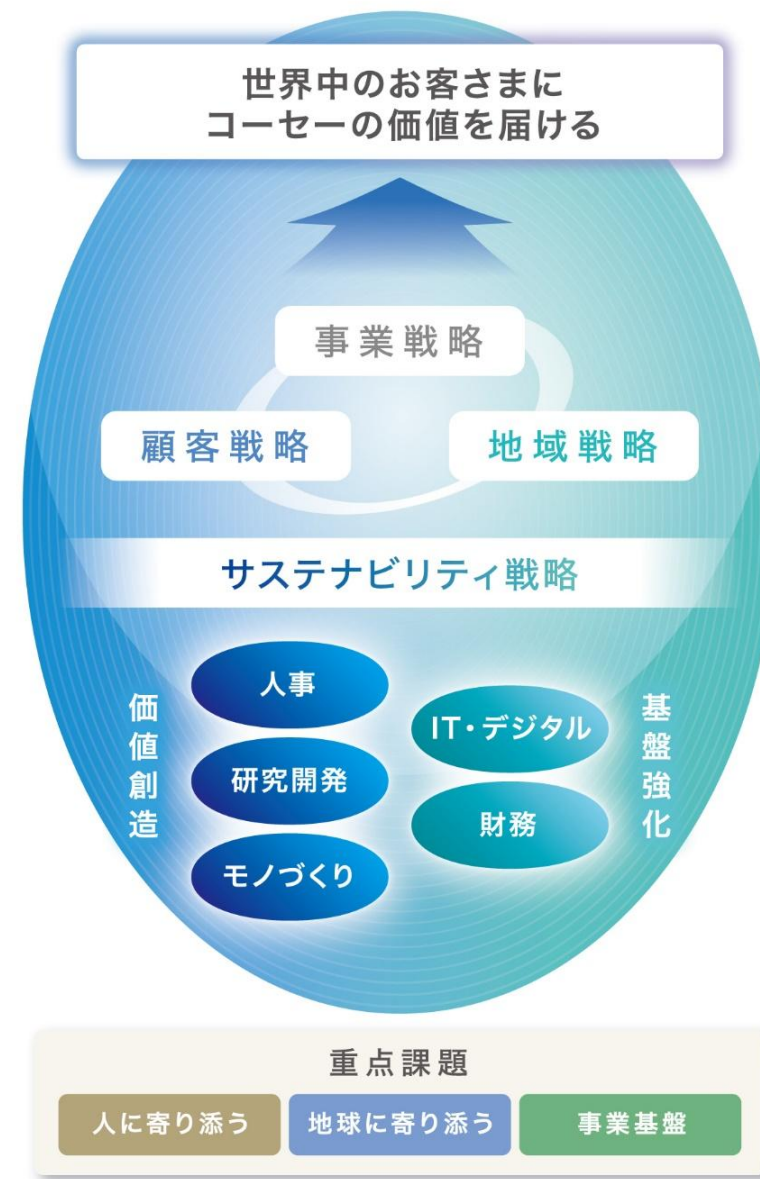 世界中のお客さまに
コーセーの価値を届ける
事業戦略
顧客戦略
地域戦略
サステナビリティ戦略
価値創造
人事
研究開発
モノづくり
IT・デジタル
財務
基盤強化
重点課題
人に寄り添う
地球に寄り添う
事業基盤